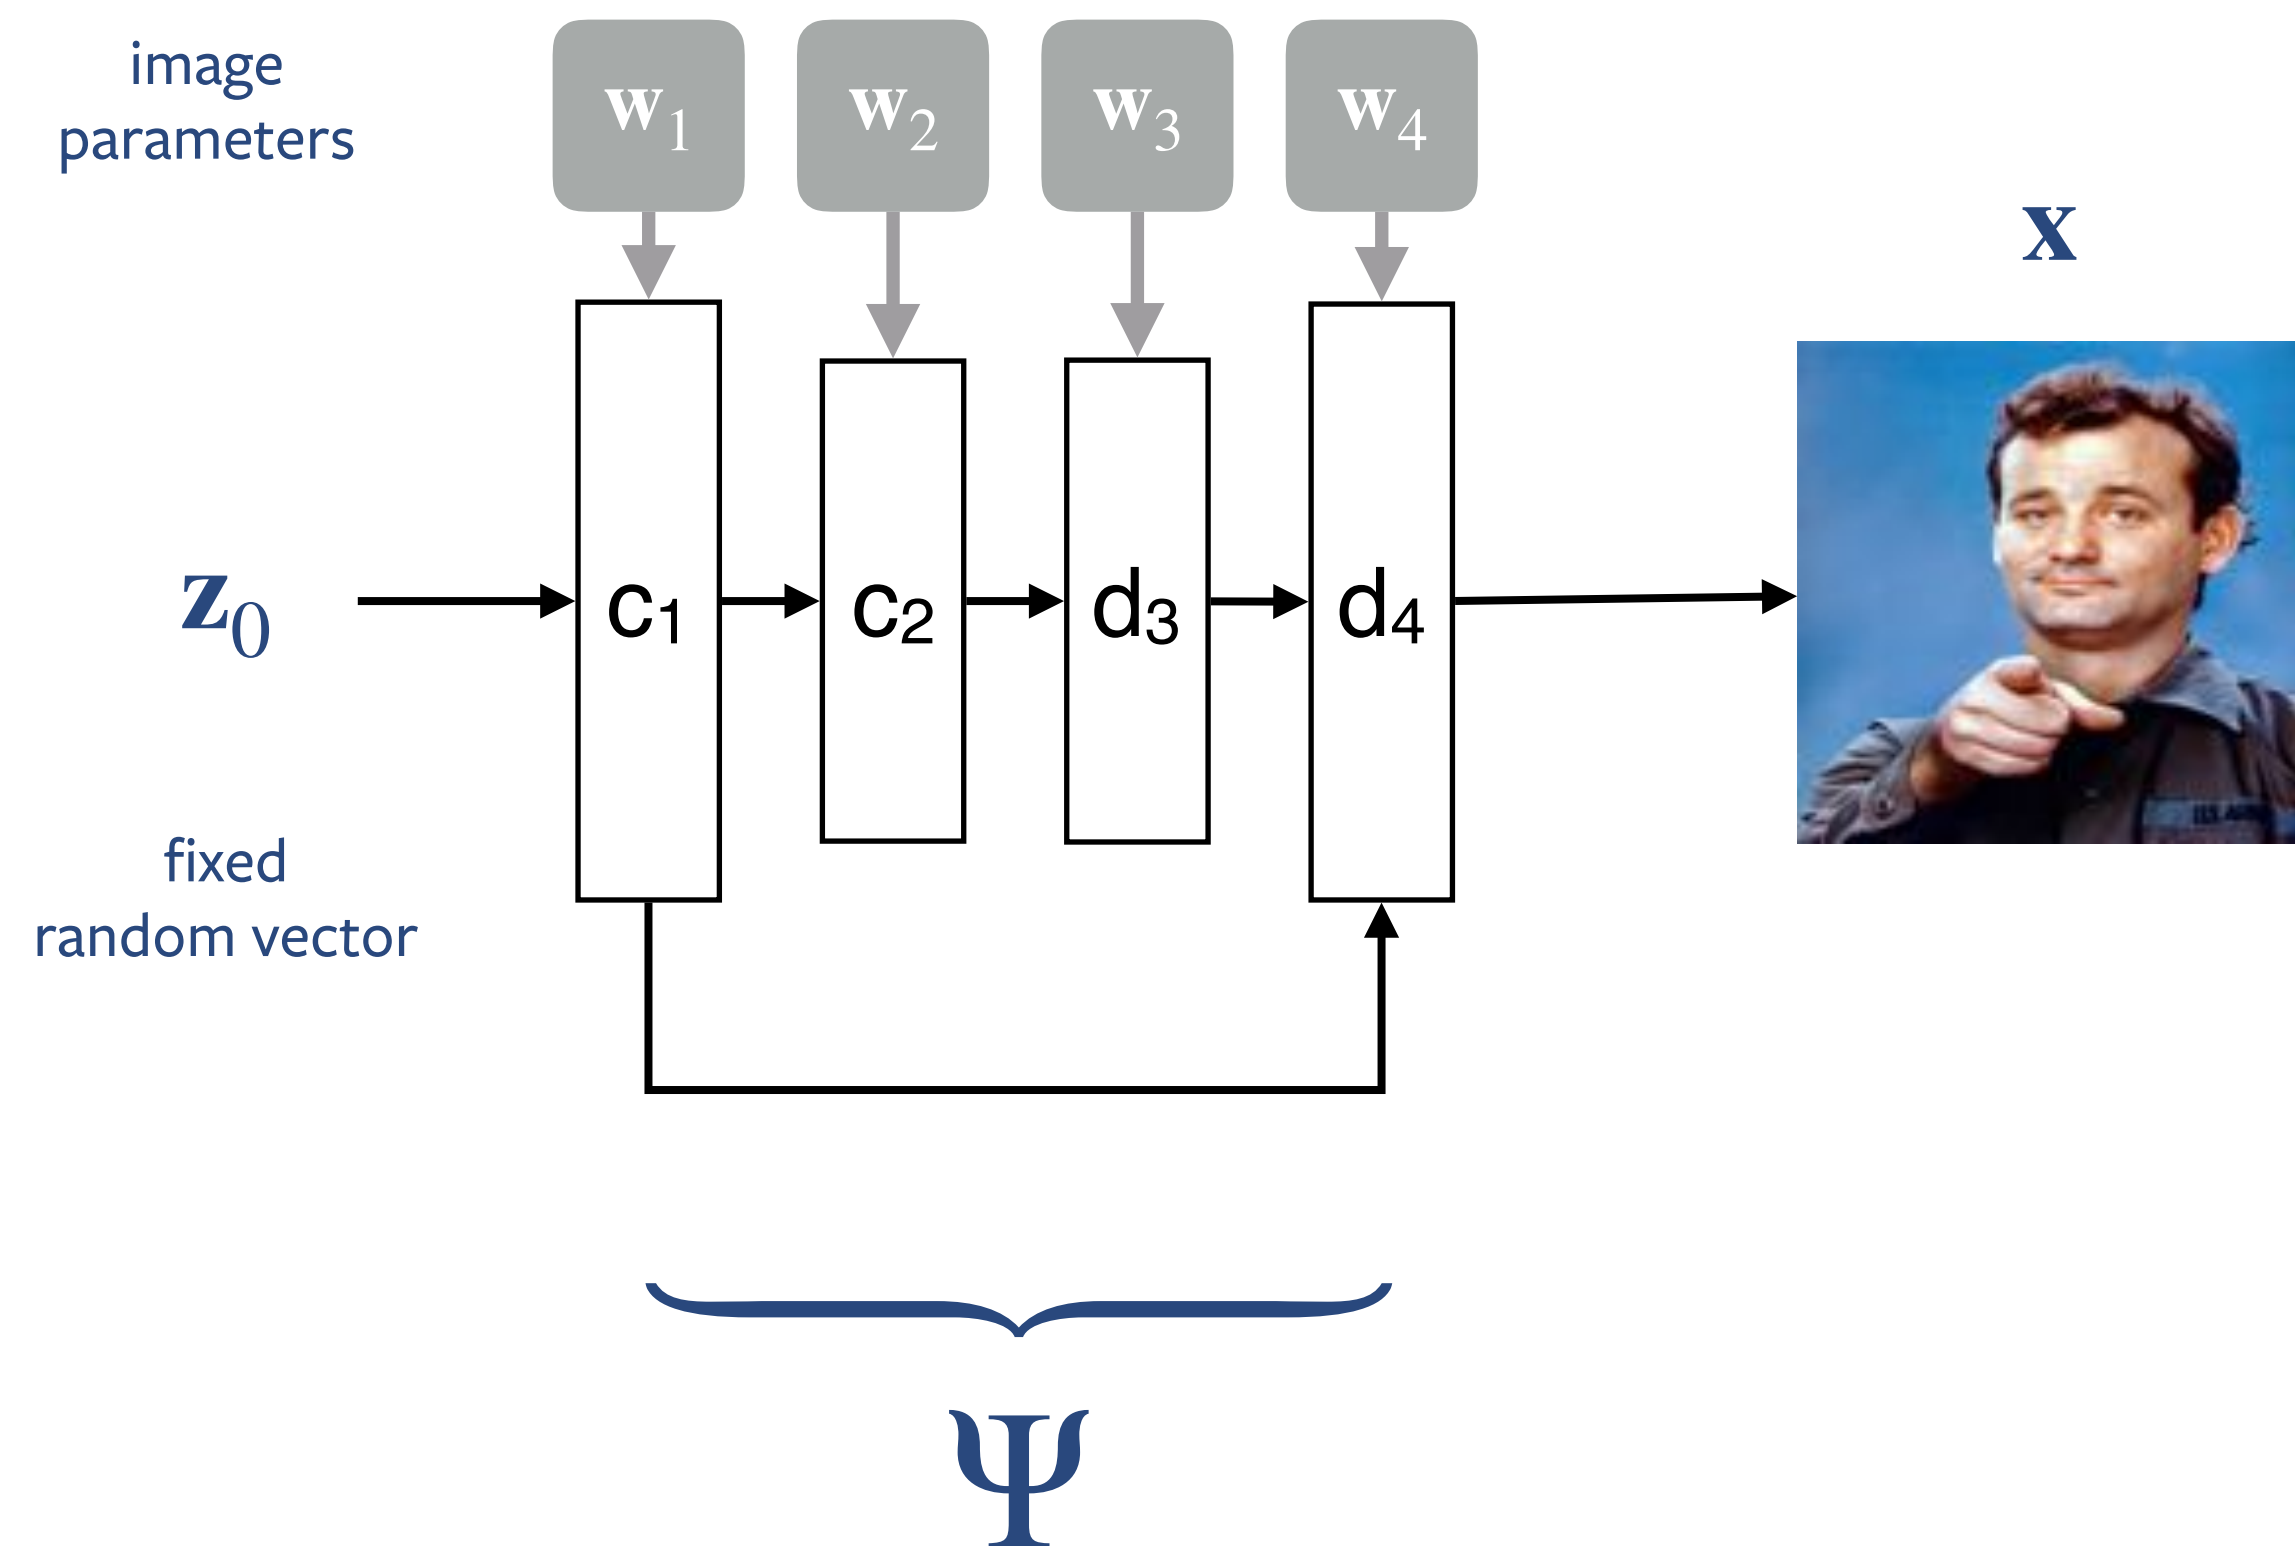 image
parameters
w1 w2 w3 w4
x
z0
c1 c2 d3 d4
fixed
random vector
Ψ